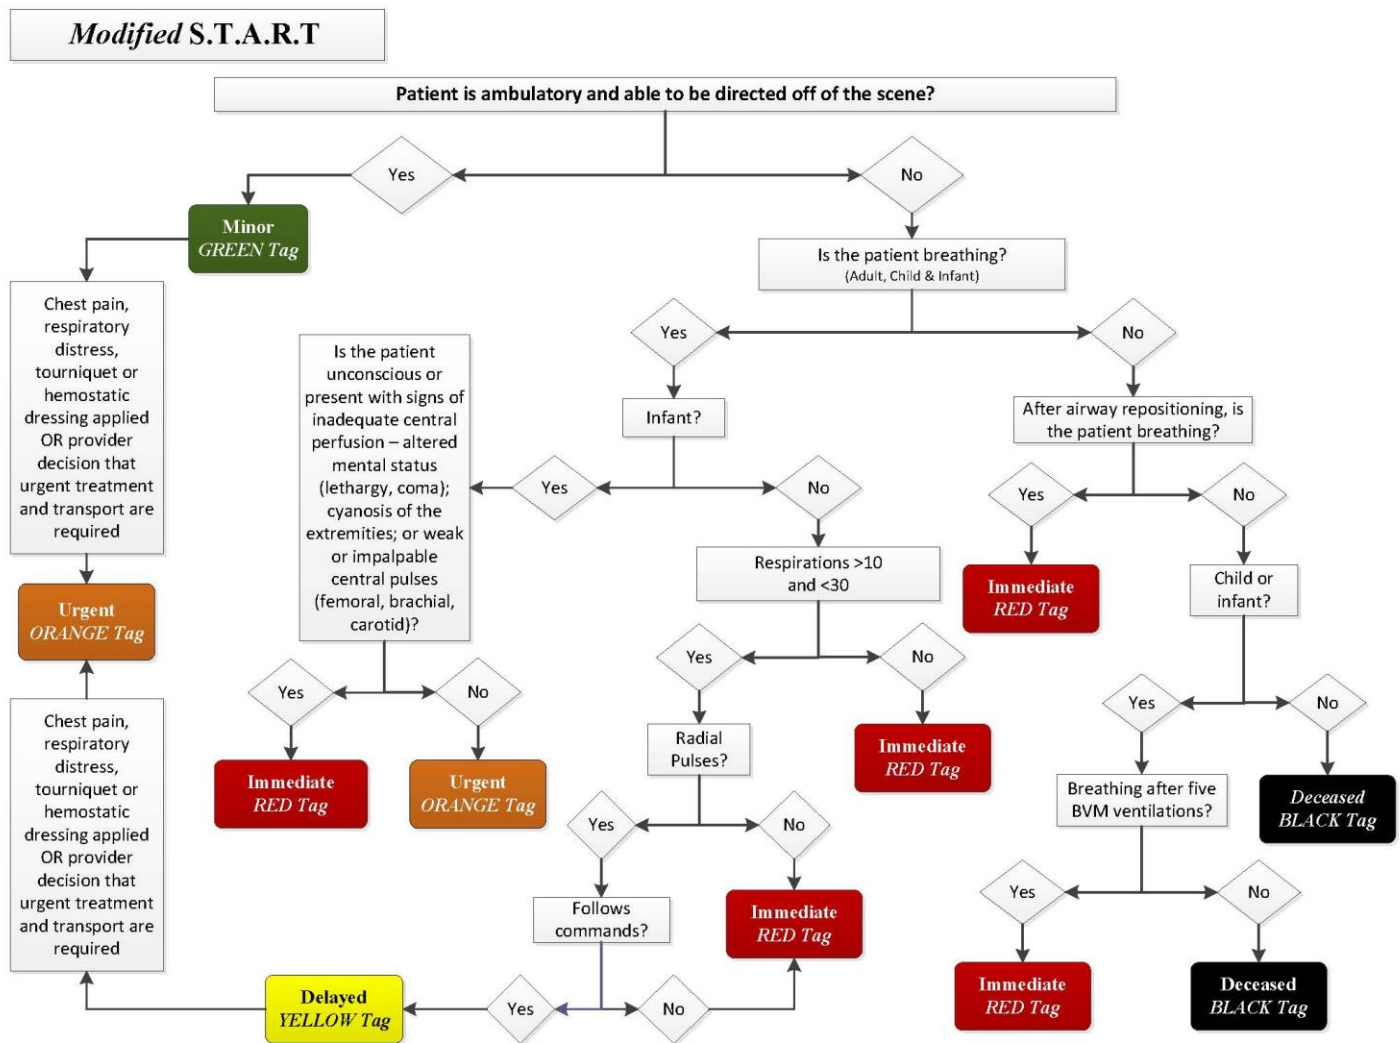 Modified S.T.A.R.T
Patient is ambulatory and able to be directed off of the scene?
Yes
No
Minor
GREEN Tag
Is the patient breathing?
(Adult, Child & Infant)
Chest pain,
respiratory
distress,
tourniquet or
hemostatic
dressing applied
OR provider
decision that
urgent treatment
and transport are
required
Yes
No
Is the patient
unconscious or
present with signs of
inadequate central
perfusion – altered
mental status
(lethargy, coma);
cyanosis of the
extremities; or weak
or impalpable
central pulses
(femoral, brachial,
carotid)?
Infant?
After airway repositioning, is
the patient breathing?
Yes
No
Yes
No
Respirations >10
and <30
Immediate
RED Tag
Child or
infant?
Urgent
ORANGE Tag
Yes
No
Yes
No
Yes
No
Immediate
RED Tag
Urgent
ORANGE Tag
Radial
Pulses?
Immediate
RED Tag
Breathing after five
BVM ventilations?
Deceased
BLACK Tag
Chest pain,
respiratory
distress,
tourniquet or
hemostatic
dressing applied
OR provider
decision that
urgent treatment
and transport are
required
Yes
No
Yes
No
Follows
commands?
Immediate
RED Tag
Immediate
RED Tag
Deceased
BLACK Tag
Delayed
YELLOW Tag
Yes
No